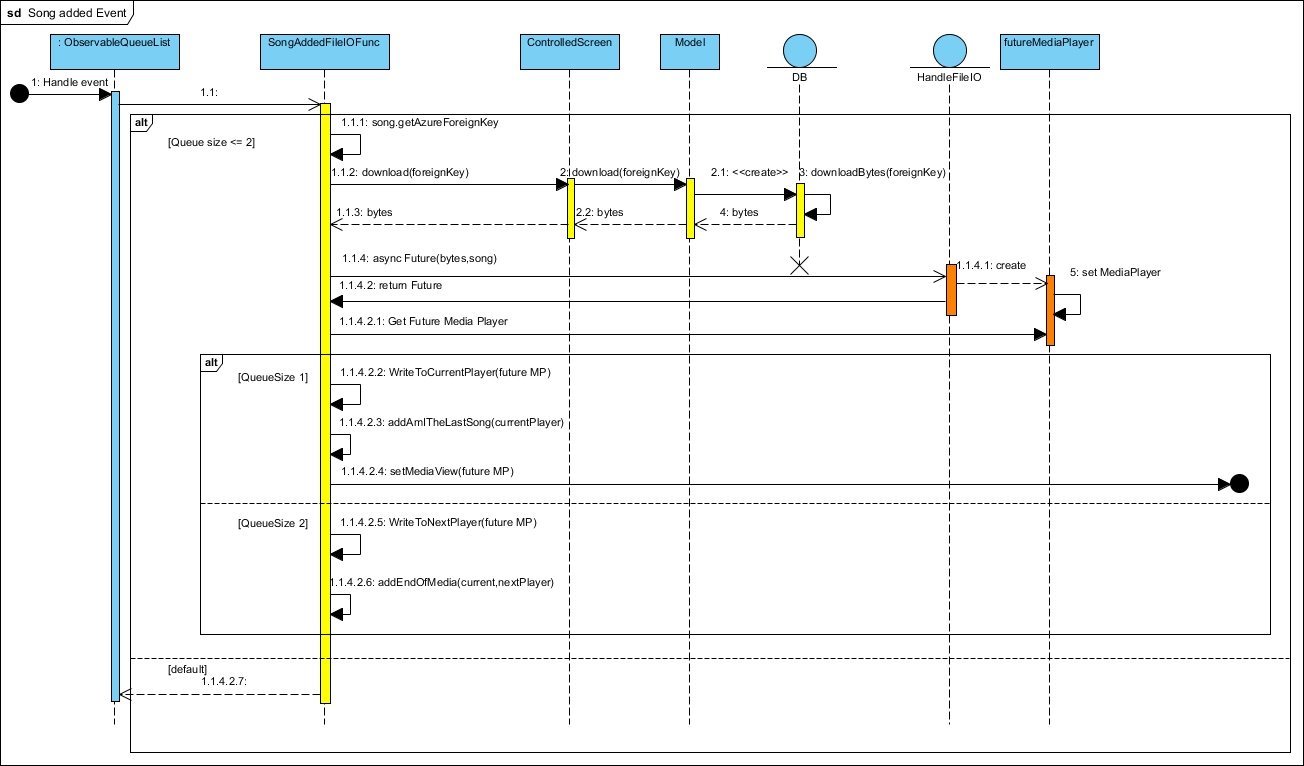 sd Song added Event
: ObservableQueueList
SongAddedFileIOFunc
ControlledScreen
Model
DB
HandleFileIO
futureMediaPlayer
1: Handle event
1.1:
alt
[Queue size <= 2]
1.1.1: song.getAzureForeignKey
1.1.2: download(foreignKey)
2: download(foreignKey)
2.1: <<create>>
3: downloadBytes(foreignKey)
1.1.3: bytes
2.2: bytes
4: bytes
1.1.4: async Future(bytes,song)
1.1.4.1: create
5: set MediaPlayer
1.1.4.2: return Future
1.1.4.2.1: Get Future Media Player
alt
[QueueSize 1]
1.1.4.2.2: WriteToCurrentPlayer(future MP)
1.1.4.2.3: addAmITheLastSong(currentPlayer)
1.1.4.2.4: setMediaView(future MP)
[QueueSize 2]
1.1.4.2.5: WriteToNextPlayer(future MP)
1.1.4.2.6: addEndOfMedia(current,nextPlayer)
[default]
1.1.4.2.7: